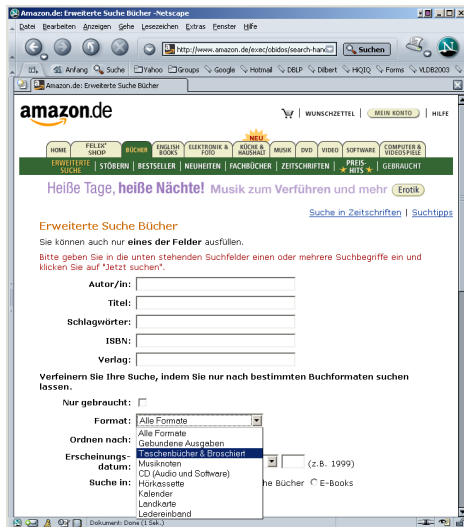 Amazon.de: Erweiterte Suche Bücher - Netscape
Datei Bearbeiten Anzeigen Gehe Lesezeichen Extras Fenster Hilfe
http://www.amazon.de/exec/obidos/search-hand Suchen
Anfang Suche Yahoo Groups Google Hotmail DBLP Dilbert HKIQ Forms VLDB2003
Amazon.de: Erweiterte Suche Bücher
amazon.de
WUNSCHZETTEL | MEIN KONTO | HILFE
NEU
HOME FELIX' SHOP BÜCHER ENGLISH BOOKS ELEKTRONIK & FOTO KÜCHE & HAUSHALT MUSIK DVD VIDEO SOFTWARE COMPUTER & VIDEOSPIELE
ERWEITERTE SUCHE | STÖBERN | BESTSELLER | NEUHEITEN | FACHBÜCHER | ZEITSCHRIFTEN | PREIS-HITS | GEBRAUCHT
Heiße Tage, heiße Nächte! Musik zum Verführen und mehr Erotik
Suche in Zeitschriften | Suchtipps
Erweiterte Suche Bücher
Sie können auch nur eines der Felder ausfüllen.
Bitte geben Sie in die unten stehenden Suchfelder einen oder mehrere Suchbegriffe ein und
klicken Sie auf "Jetzt suchen".
Autor/in:
Titel:
Schlagwörter:
ISBN:
Verlag:
Verfeinern Sie Ihre Suche, indem Sie nur nach bestimmten Buchformaten suchen
lassen.
Nur gebraucht:
Format: Alle Formate
Alle Formate
Ordnen nach: Gebundene Ausgaben
Taschenbücher & Broschiert
Erscheinungs-
datum: Musiknoten (z.B. 1999)
CD (Audio und Software)
Suche in: Hörkassette he Bücher E-Books
Kalender
Landkarte
Ledereinband
Dokument: Done (1 Sek.)